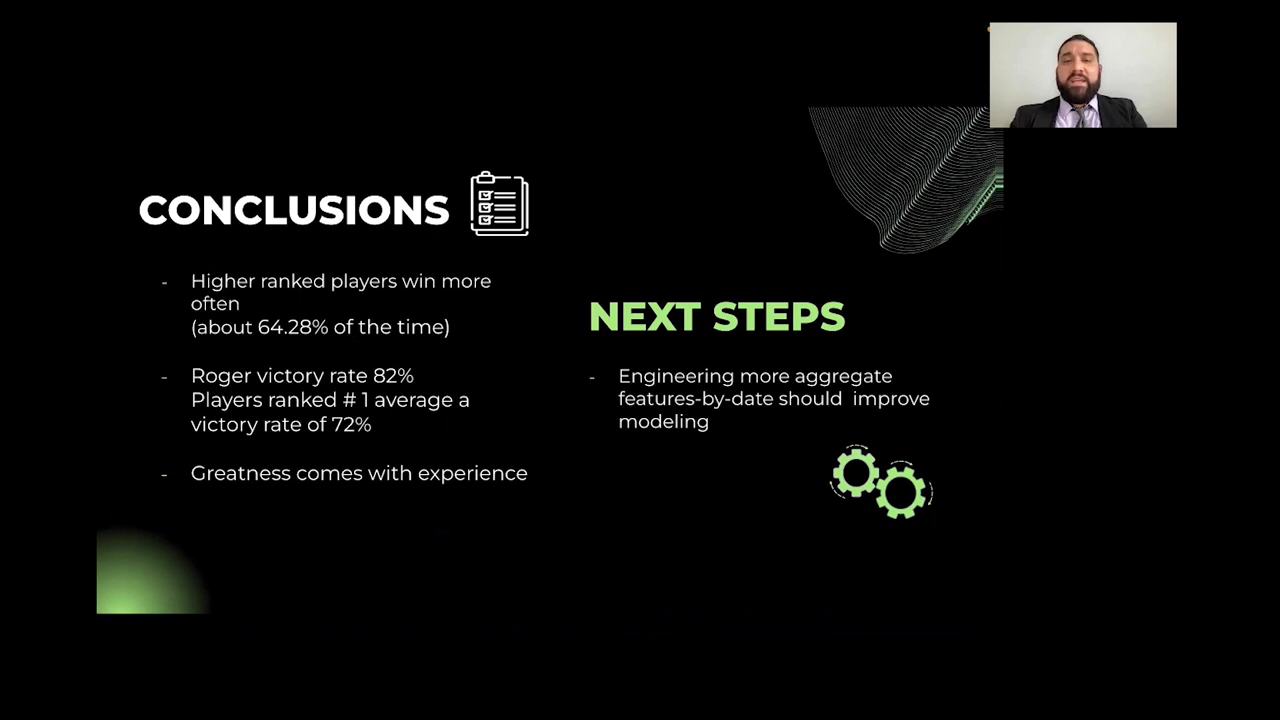 CONCLUSIONS
- Higher ranked players win more
often
(about 64.28% of the time)
- Roger victory rate 82%
Players ranked # 1 average a
victory rate of 72%
- Greatness comes with experience
NEXT STEPS
- Engineering more aggregate
features-by-date should improve
modeling